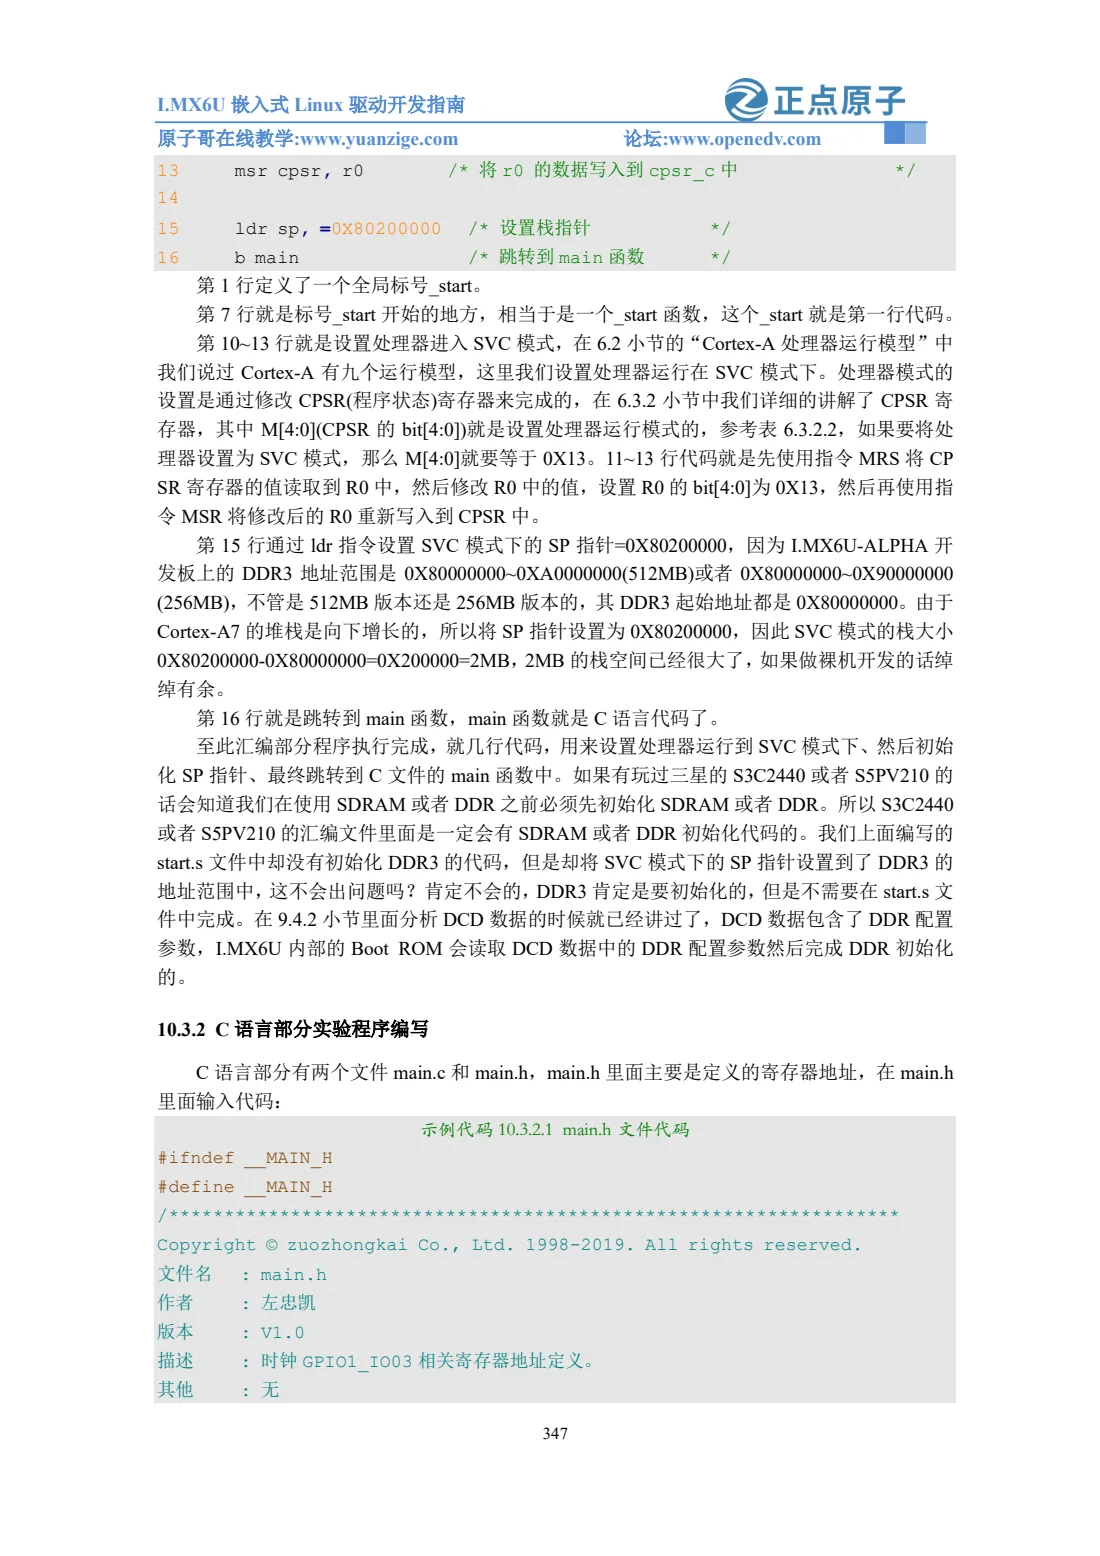 I.MX6U 嵌入式 Linux 驱动开发指南
正点原子
原子哥在线教学:www.yuanzige.com 论坛:www.openedv.com
13 msr cpsr, r0 /* 将 r0 的数据写入到 cpsr_c 中 */
14
15 ldr sp, =0X80200000 /* 设置栈指针 */
16 b main /* 跳转到 main 函数 */
第 1 行定义了一个全局标号_start。
第 7 行就是标号_start 开始的地方，相当于是一个_start 函数，这个_start 就是第一行代码。
第 10~13 行就是设置处理器进入 SVC 模式，在 6.2 小节的“Cortex-A 处理器运行模型”中
我们说过 Cortex-A 有九个运行模型，这里我们设置处理器运行在 SVC 模式下。处理器模式的
设置是通过修改 CPSR(程序状态)寄存器来完成的，在 6.3.2 小节中我们详细的讲解了 CPSR 寄
存器，其中 M[4:0](CPSR 的 bit[4:0])就是设置处理器运行模式的，参考表 6.3.2.2，如果要将处
理器设置为 SVC 模式，那么 M[4:0]就要等于 0X13。11~13 行代码就是先使用指令 MRS 将 CP
SR 寄存器的值读取到 R0 中，然后修改 R0 中的值，设置 R0 的 bit[4:0]为 0X13，然后再使用指
令 MSR 将修改后的 R0 重新写入到 CPSR 中。
第 15 行通过 ldr 指令设置 SVC 模式下的 SP 指针=0X80200000，因为 I.MX6U-ALPHA 开
发板上的 DDR3 地址范围是 0X80000000~0XA0000000(512MB)或者 0X80000000~0X90000000
(256MB)，不管是 512MB 版本还是 256MB 版本的，其 DDR3 起始地址都是 0X80000000。由于
Cortex-A7 的堆栈是向下增长的，所以将 SP 指针设置为 0X80200000，因此 SVC 模式的栈大小
0X80200000-0X80000000=0X200000=2MB，2MB 的栈空间已经很大了，如果做裸机开发的话绰
绰有余。
第 16 行就是跳转到 main 函数，main 函数就是 C 语言代码了。
至此汇编部分程序执行完成，就几行代码，用来设置处理器运行到 SVC 模式下、然后初始
化 SP 指针、最终跳转到 C 文件的 main 函数中。如果有玩过三星的 S3C2440 或者 S5PV210 的
话会知道我们在使用 SDRAM 或者 DDR 之前必须先初始化 SDRAM 或者 DDR。所以 S3C2440
或者 S5PV210 的汇编文件里面是一定会有 SDRAM 或者 DDR 初始化代码的。我们上面编写的
start.s 文件中却没有初始化 DDR3 的代码，但是却将 SVC 模式下的 SP 指针设置到了 DDR3 的
地址范围中，这不会出问题吗？肯定不会的，DDR3 肯定是要初始化的，但是不需要在 start.s 文
件中完成。在 9.4.2 小节里面分析 DCD 数据的时候就已经讲过了，DCD 数据包含了 DDR 配置
参数，I.MX6U 内部的 Boot ROM 会读取 DCD 数据中的 DDR 配置参数然后完成 DDR 初始化
的。
10.3.2 C 语言部分实验程序编写
C 语言部分有两个文件 main.c 和 main.h，main.h 里面主要是定义的寄存器地址，在 main.h
里面输入代码：
示例代码 10.3.2.1 main.h 文件代码
#ifndef __MAIN_H
#define __MAIN_H
/*******************************************************************
Copyright © zuozhongkai Co., Ltd. 1998-2019. All rights reserved.
文件名 : main.h
作者 : 左忠凯
版本 : V1.0
描述 : 时钟 GPIO1_IO03 相关寄存器地址定义。
其他 : 无
347